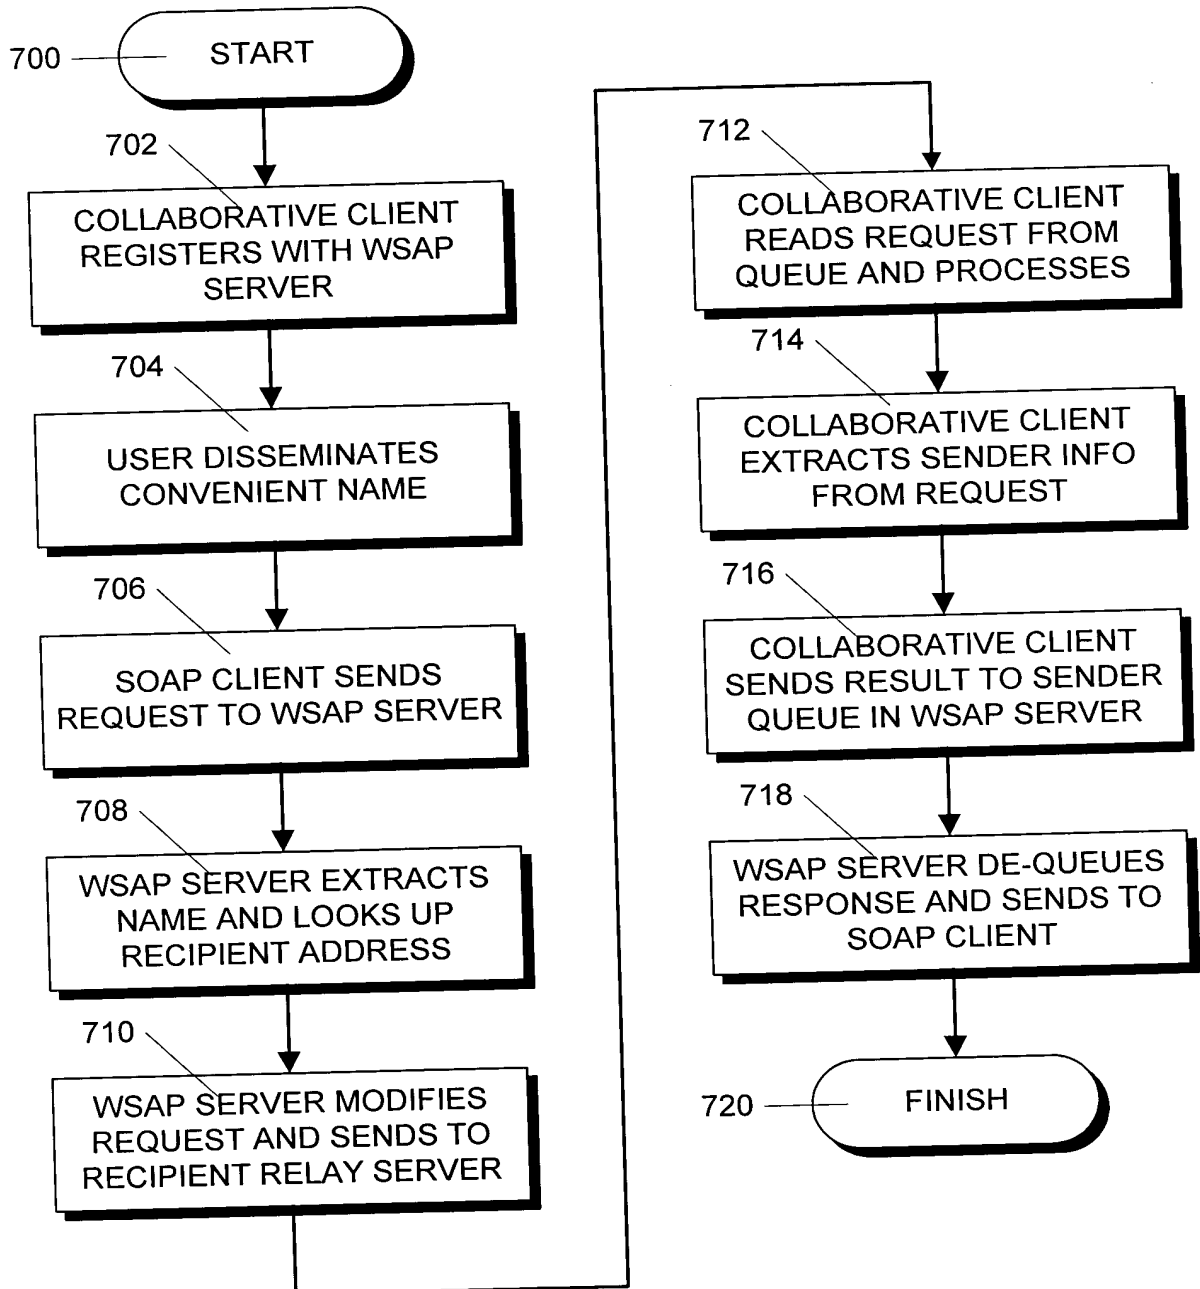 700
START
702
COLLABORATIVE CLIENT
REGISTERS WITH WSAP
SERVER
704
USER DISSEMINATES
CONVENIENT NAME
706
SOAP CLIENT SENDS
REQUEST TO WSAP SERVER
708
WSAP SERVER EXTRACTS
NAME AND LOOKS UP
RECIPIENT ADDRESS
710
WSAP SERVER MODIFIES
REQUEST AND SENDS TO
RECIPIENT RELAY SERVER
712
COLLABORATIVE CLIENT
READS REQUEST FROM
QUEUE AND PROCESSES
714
COLLABORATIVE CLIENT
EXTRACTS SENDER INFO
FROM REQUEST
716
COLLABORATIVE CLIENT
SENDS RESULT TO SENDER
QUEUE IN WSAP SERVER
718
WSAP SERVER DE-QUEUES
RESPONSE AND SENDS TO
SOAP CLIENT
720
FINISH